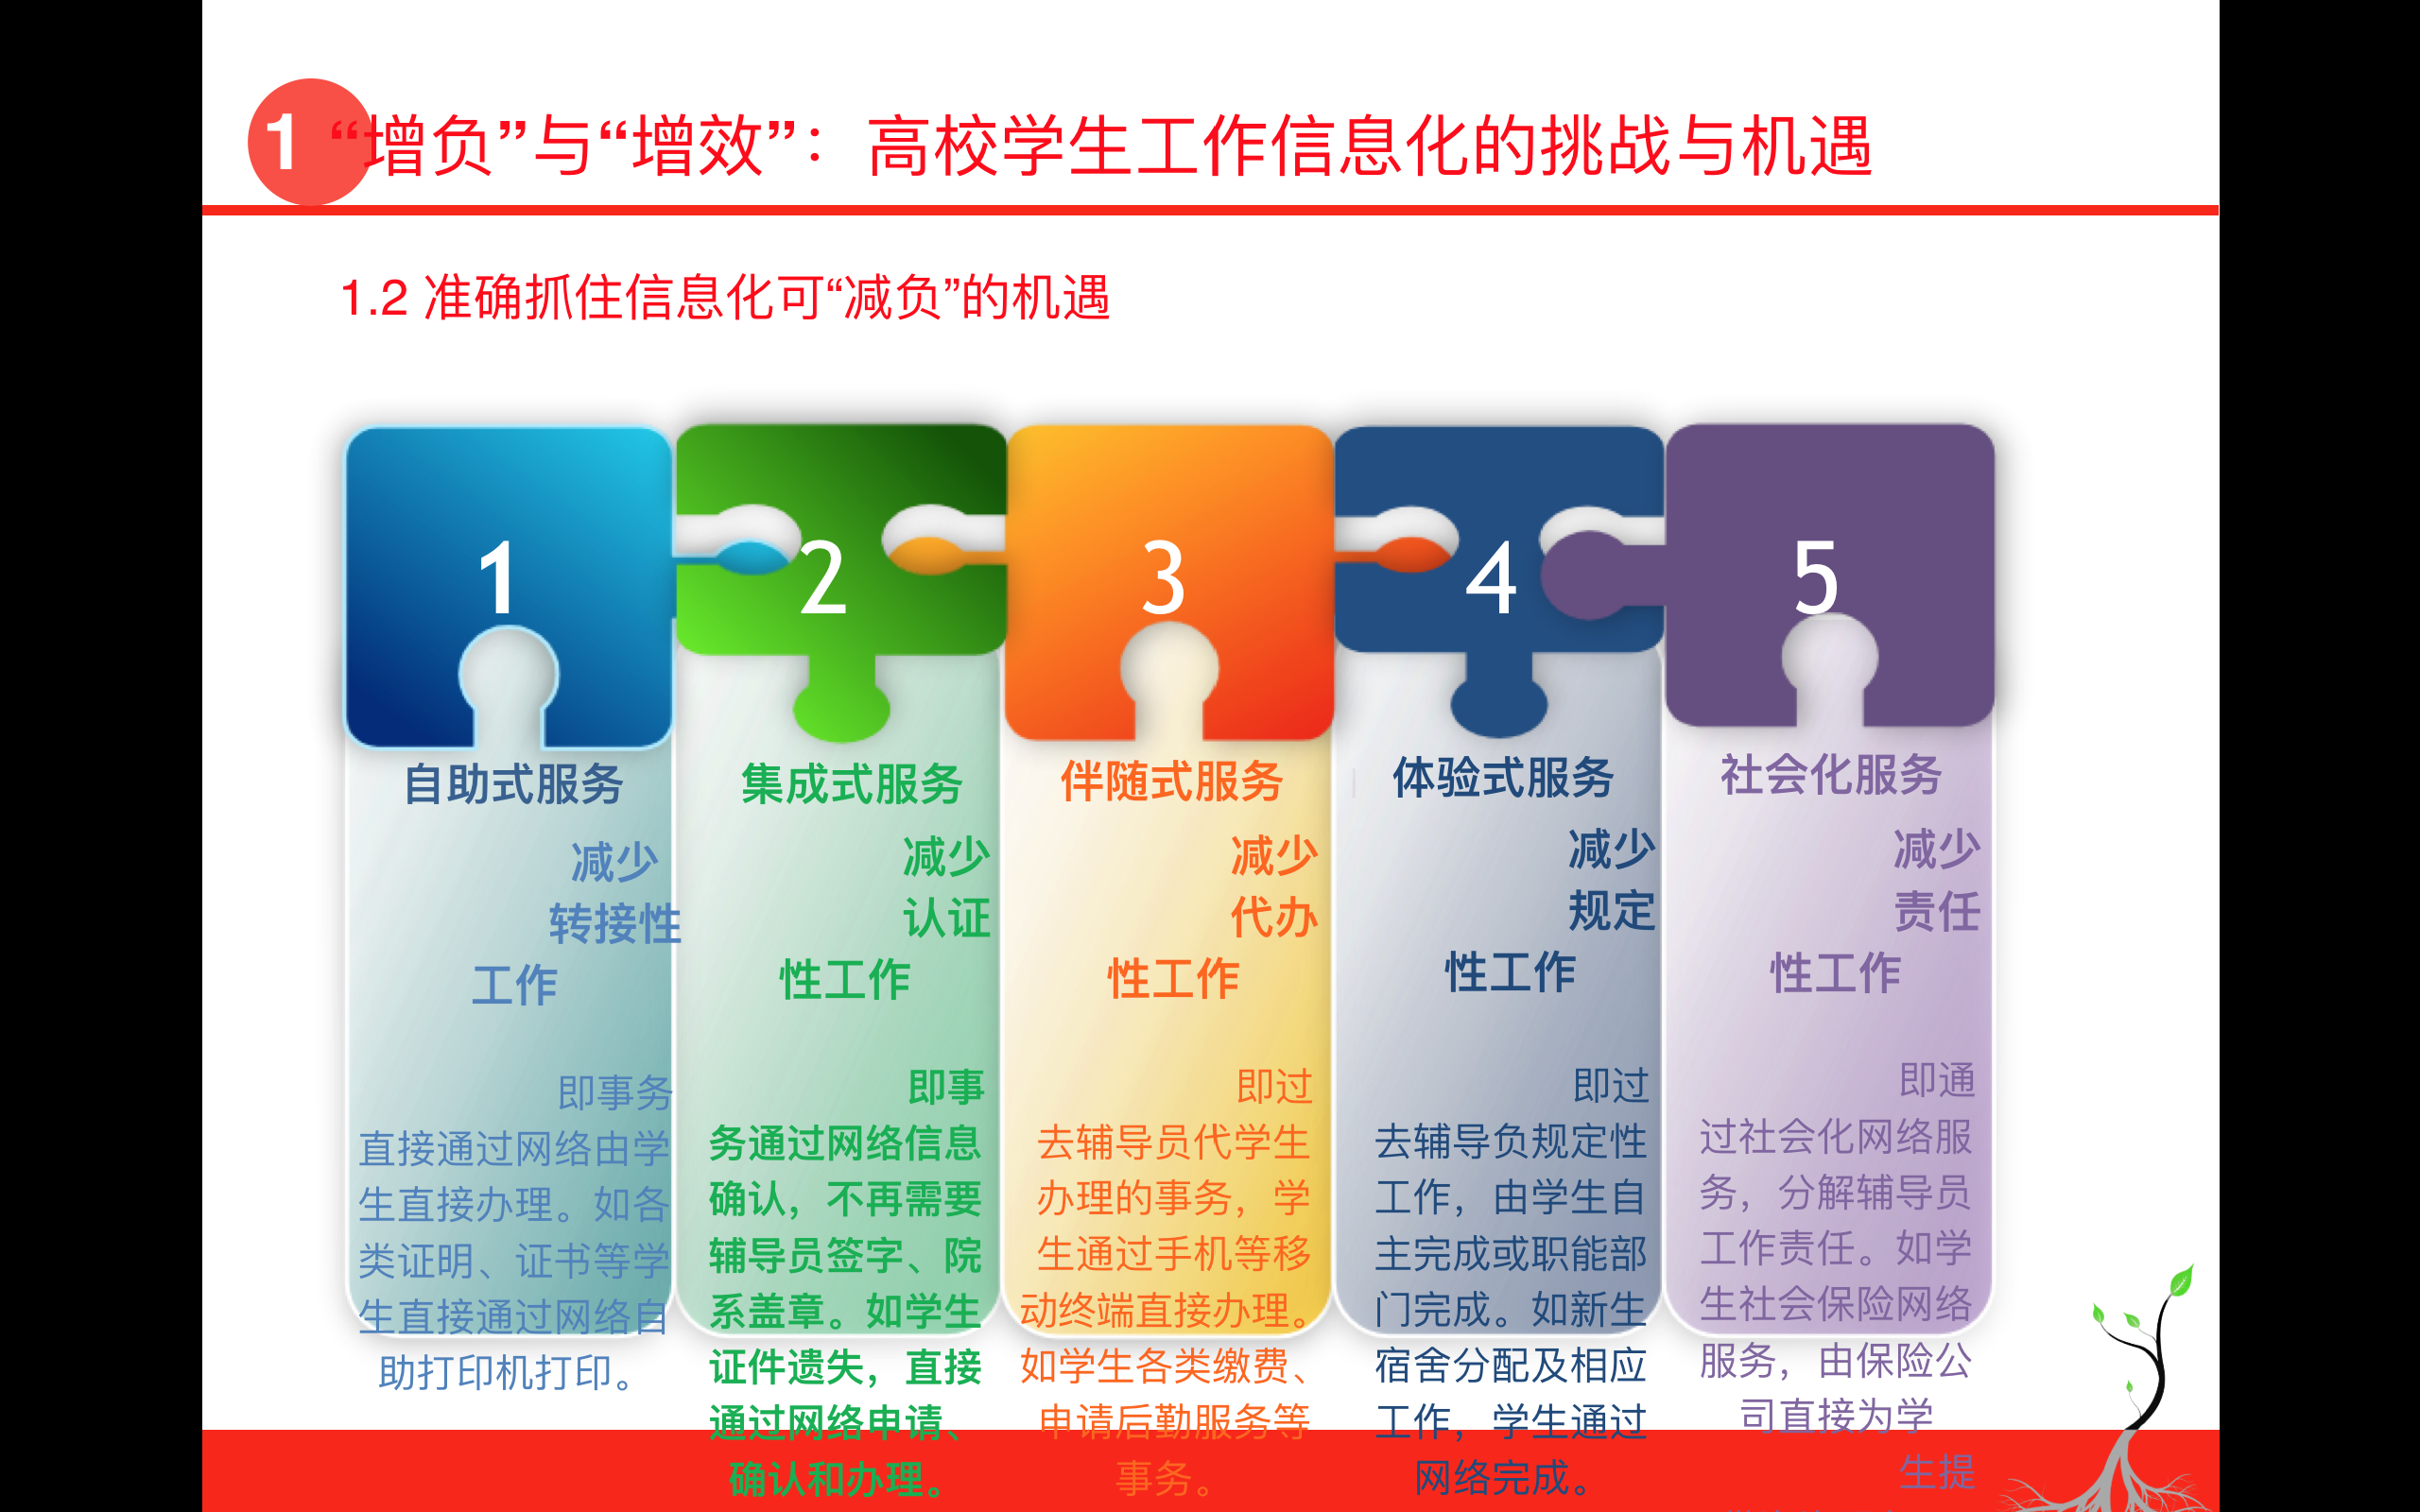 1 “增负”与“增效”：高校学生工作信息化的挑战与机遇
1.2 准确抓住信息化可“减负”的机遇
1
自助式服务
减少
转接性
工作
即事务
直接通过网络由学
生直接办理。如各
类证明、证书等学
生直接通过网络自
助打印机打印。
2
集成式服务
减少
认证
性工作
即事
务通过网络信息
确认，不再需要
辅导员签字、院
系盖章。如学生
证件遗失，直接
通过网络申请、
确认和办理。
3
伴随式服务
减少
代办
性工作
即过
去辅导员代学生
办理的事务，学
生通过手机等移
动终端直接办理。
如学生各类缴费、
申请后勤服务等
事务。
4
体验式服务
减少
规定
性工作
即过
去辅导负规定性
工作，由学生自
主完成或职能部
门完成。如新生
宿舍分配及相应
工作，学生通过
网络完成。
5
社会化服务
减少
责任
性工作
即通
过社会化网络服
务，分解辅导员
工作责任。如学
生社会保险网络
服务，由保险公
司直接为学
生提